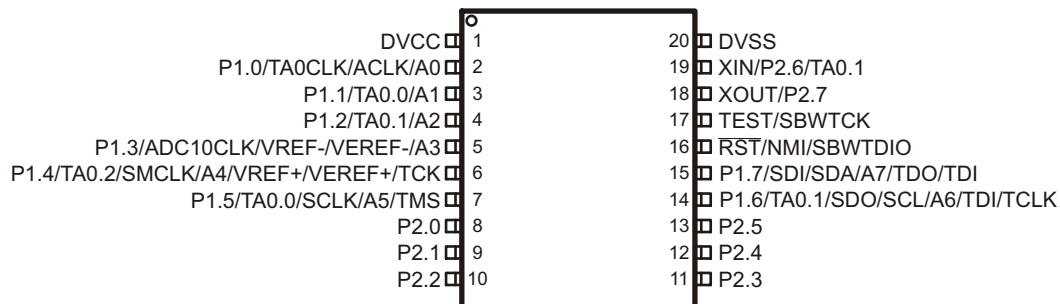 DVCC 1 20 DVSS
P1.0/TA0CLK/ACLK/A0 2 19 XIN/P2.6/TA0.1
P1.1/TA0.0/A1 3 18 XOUT/P2.7
P1.2/TA0.1/A2 4 17 TEST/SBWTCK
P1.3/ADC10CLK/VREF-/VEREF-/A3 5 16 RST/NMI/SBWTDIO
P1.4/TA0.2/SMCLK/A4/VREF+/VEREF+/TCK 6 15 P1.7/SDI/SDA/A7/TDO/TDI
P1.5/TA0.0/SCLK/A5/TMS 7 14 P1.6/TA0.1/SDO/SCL/A6/TDI/TCLK
P2.0 8 13 P2.5
P2.1 9 12 P2.4
P2.2 10 11 P2.3